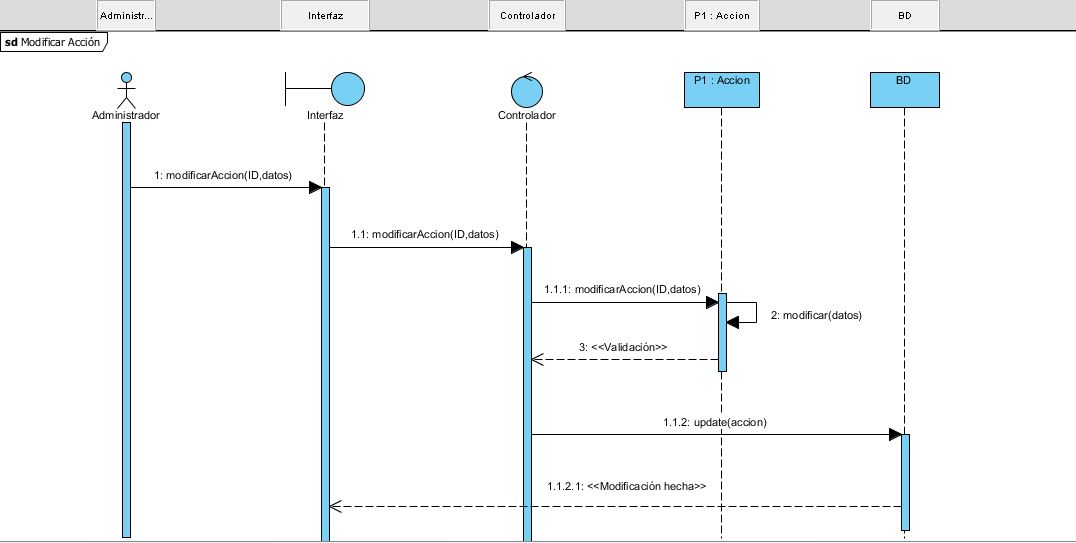 Administr...
Interfaz
Controlador
P1 : Accion
BD
sd Modificar Acción
P1 : Accion
BD
Administrador
Interfaz
Controlador
1: modificarAccion(ID,datos)
1.1: modificarAccion(ID,datos)
1.1.1: modificarAccion(ID,datos)
2: modificar(datos)
3: <<Validación>>
1.1.2: update(accion)
1.1.2.1: <<Modificación hecha>>